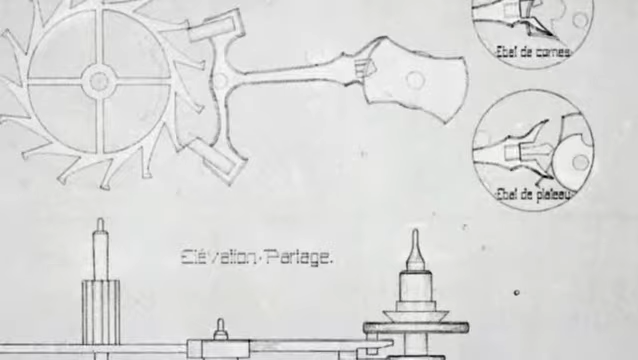 Ebat de cornes
Ebat de plateau
Elévation. Partage.